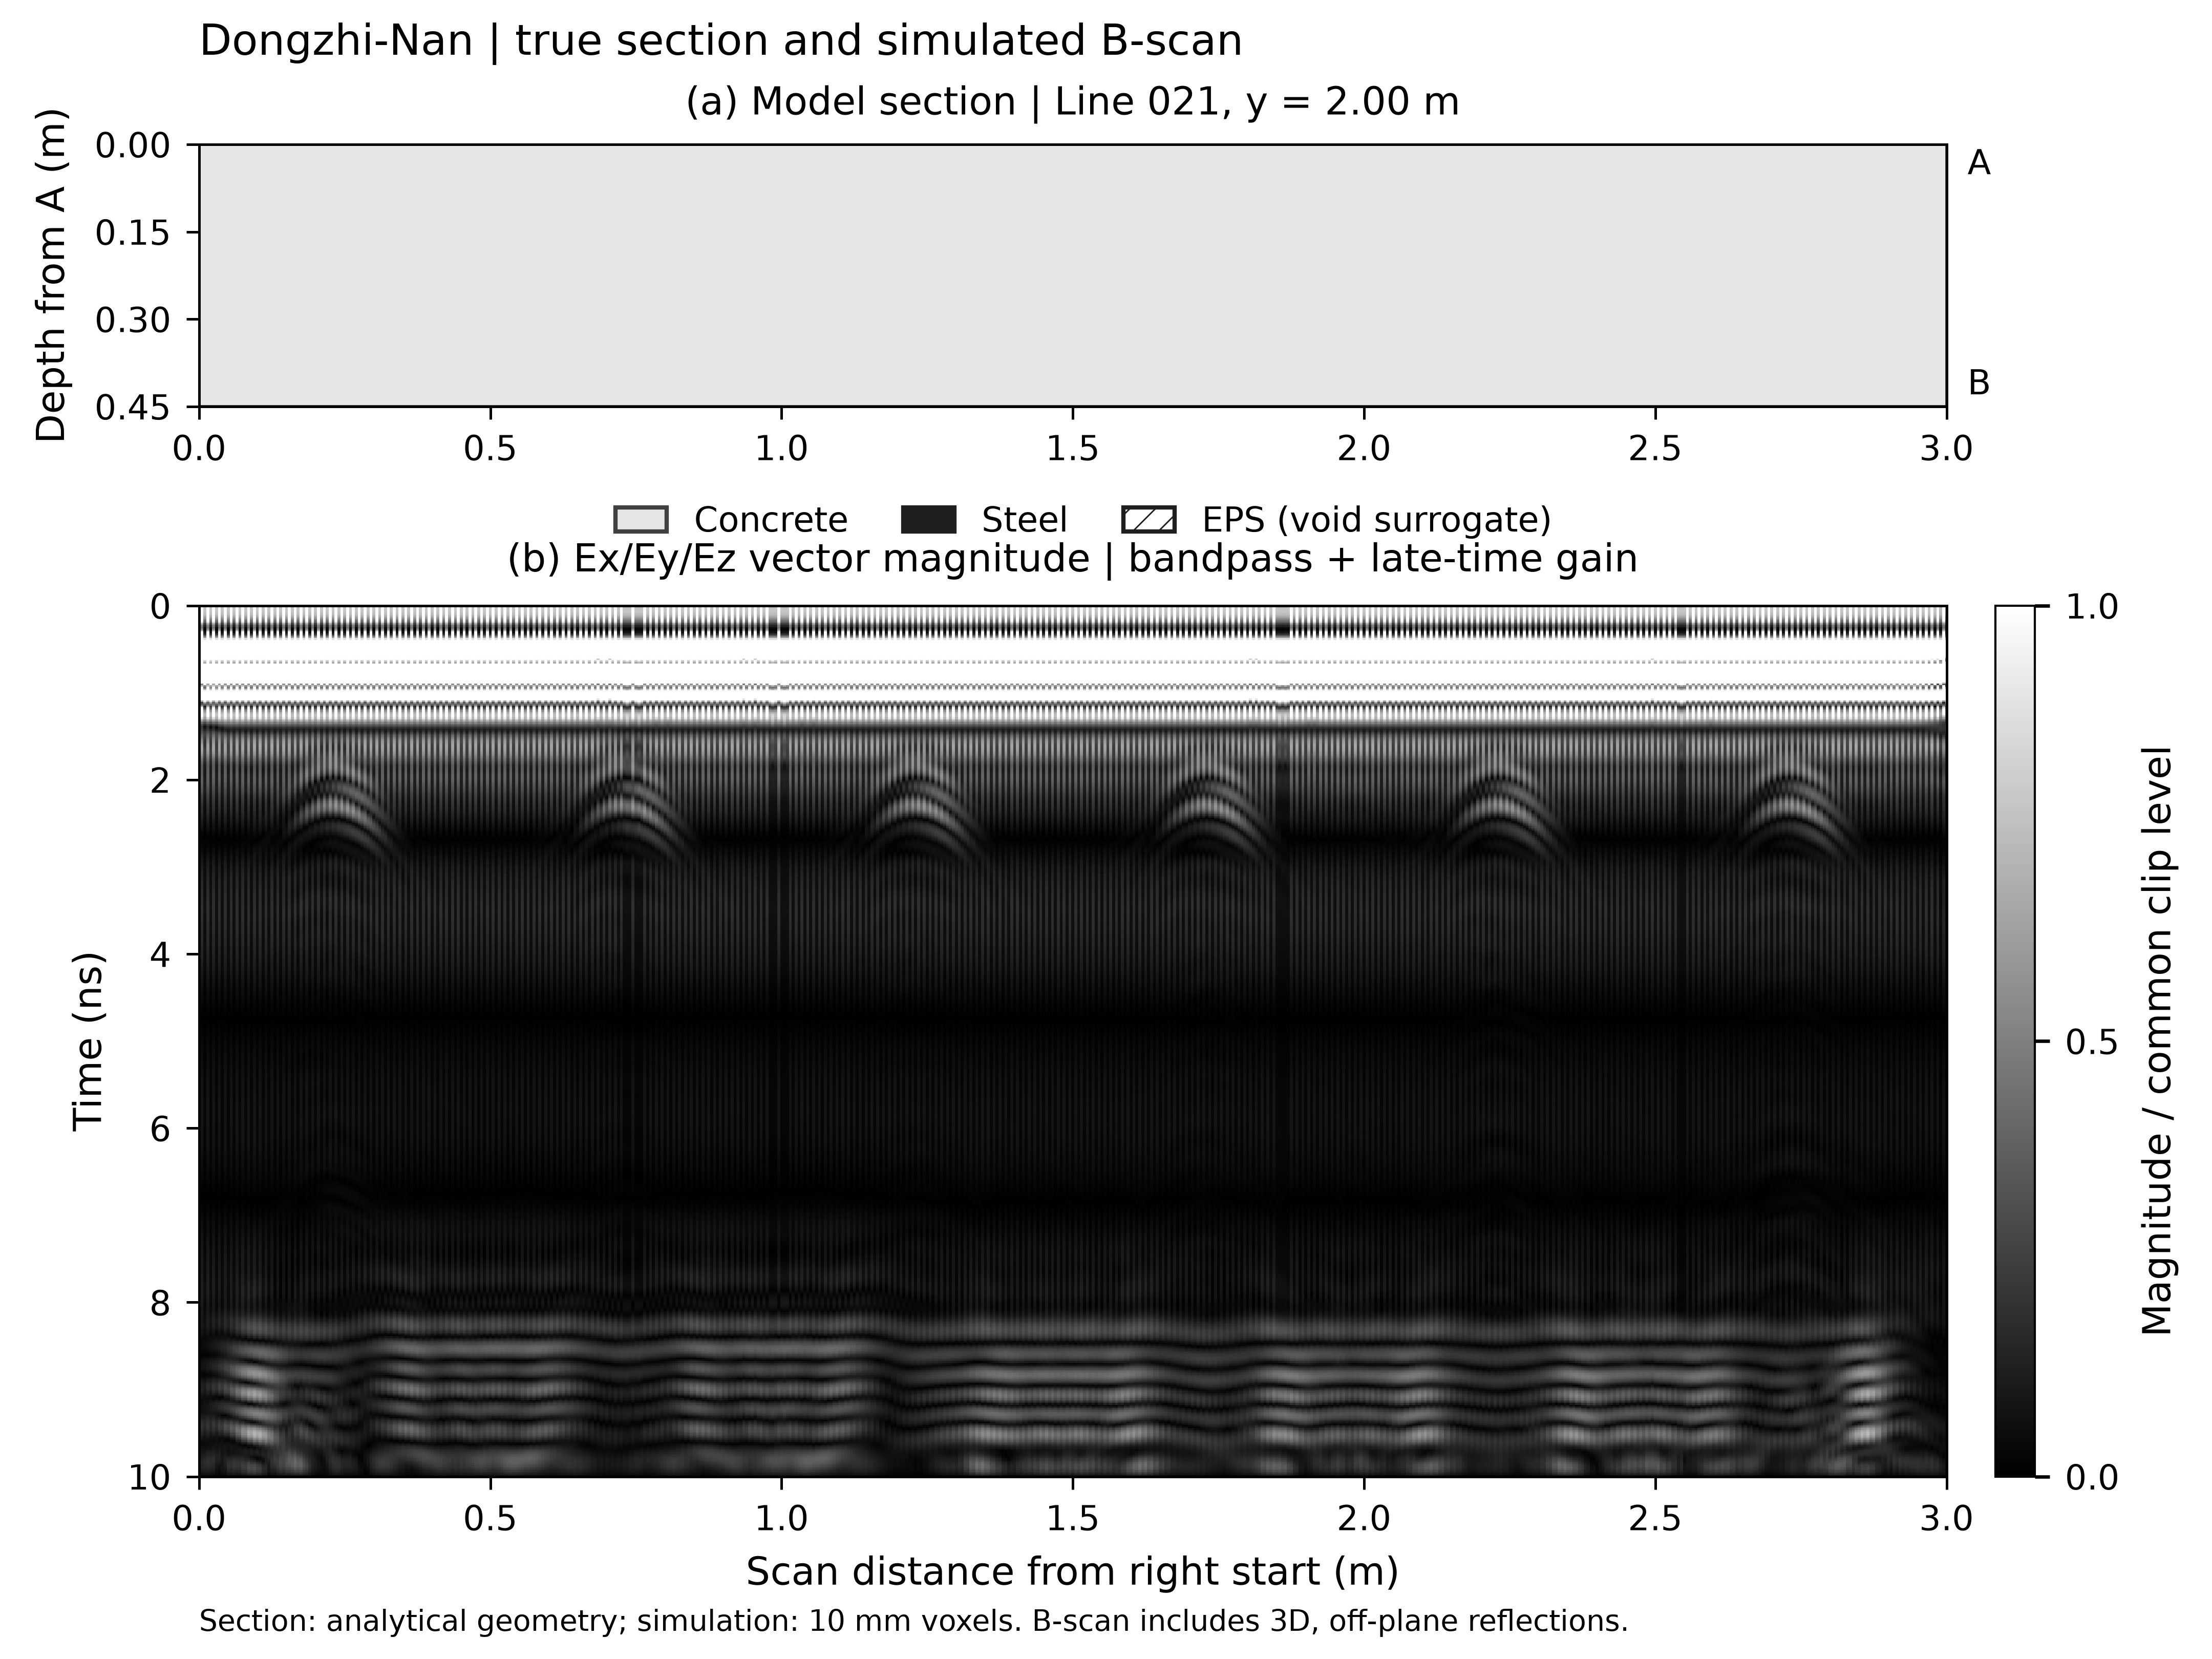 Dongzhi-Nan | true section and simulated B-scan
(a) Model section | Line 021, y = 2.00 m
Depth from A (m)
0.00
0.15
0.30
0.45
A
B
0.0 0.5 1.0 1.5 2.0 2.5 3.0
Concrete Steel EPS (void surrogate)
(b) Ex/Ey/Ez vector magnitude | bandpass + late-time gain
Time (ns)
0
2
4
6
8
10
0.0 0.5 1.0 1.5 2.0 2.5 3.0
Scan distance from right start (m)
1.0
0.5
0.0
Magnitude / common clip level
Section: analytical geometry; simulation: 10 mm voxels. B-scan includes 3D, off-plane reflections.